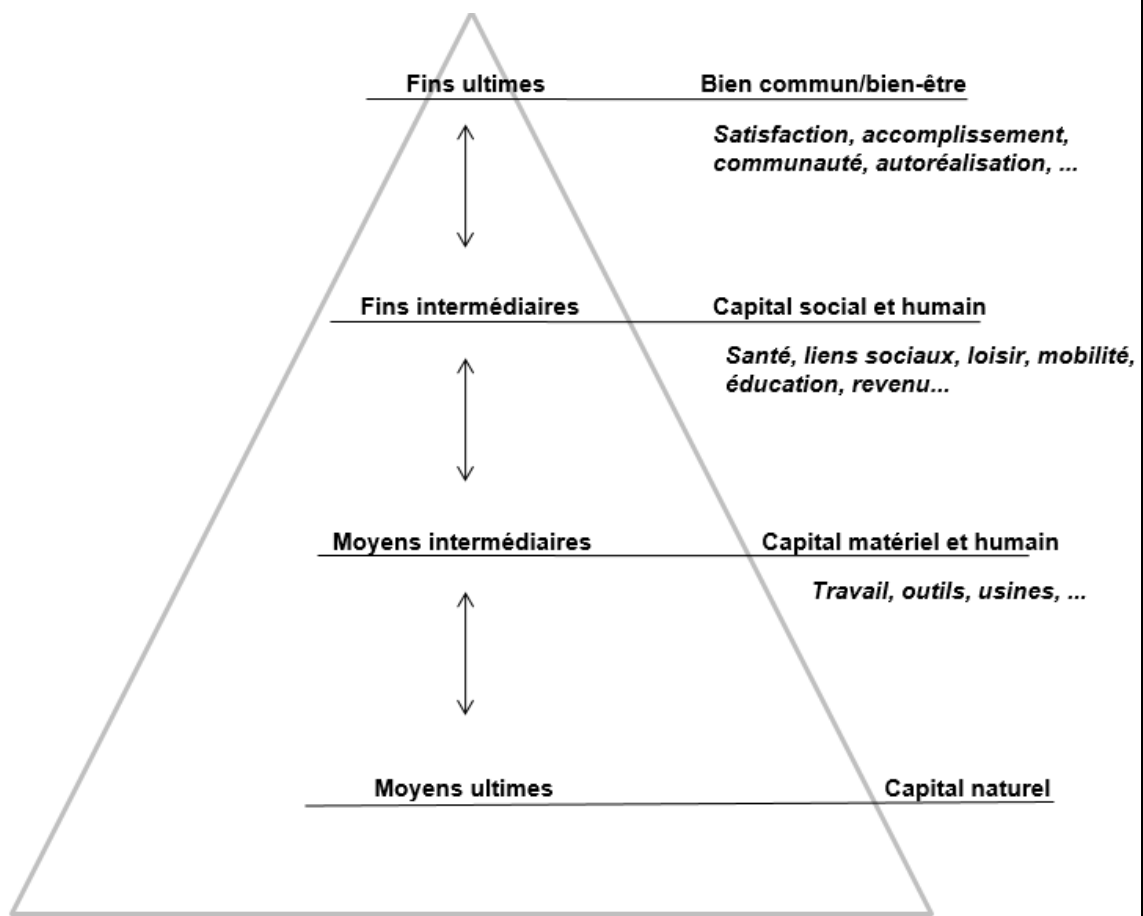 Fins ultimes
Bien commun/bien-être
Satisfaction, accomplissement,
communauté, autoréalisation, ...
Fins intermédiaires
Capital social et humain
Santé, liens sociaux, loisir, mobilité,
éducation, revenu...
Moyens intermédiaires
Capital matériel et humain
Travail, outils, usines, ...
Moyens ultimes
Capital naturel